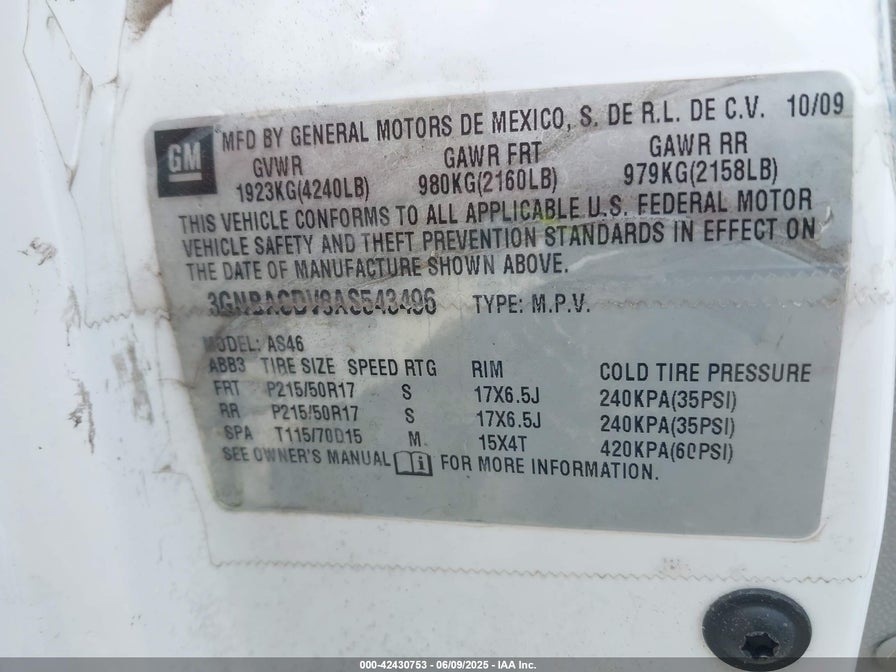 GM MFD BY GENERAL MOTORS DE MEXICO, S. DE R.L. DE C.V. 10/09
GVWR GAWR FRT GAWR RR
1923KG(4240LB) 980KG(2160LB) 979KG(2158LB)
THIS VEHICLE CONFORMS TO ALL APPLICABLE U.S. FEDERAL MOTOR
VEHICLE SAFETY AND THEFT PREVENTION STANDARDS IN EFFECT ON
THE DATE OF MANUFACTURE SHOWN ABOVE.
3GNBACDV8AS543496 TYPE: M.P.V.
MODEL: AS46
ABB3 TIRE SIZE SPEED RTG RIM COLD TIRE PRESSURE
FRT P215/50R17 S 17X6.5J 240KPA(35PSI)
RR P215/50R17 S 17X6.5J 240KPA(35PSI)
SPA T115/70D15 M 15X4T 420KPA(60PSI)
SEE OWNER'S MANUAL FOR MORE INFORMATION.
000-42430753 - 06/09/2025 - IAA Inc.